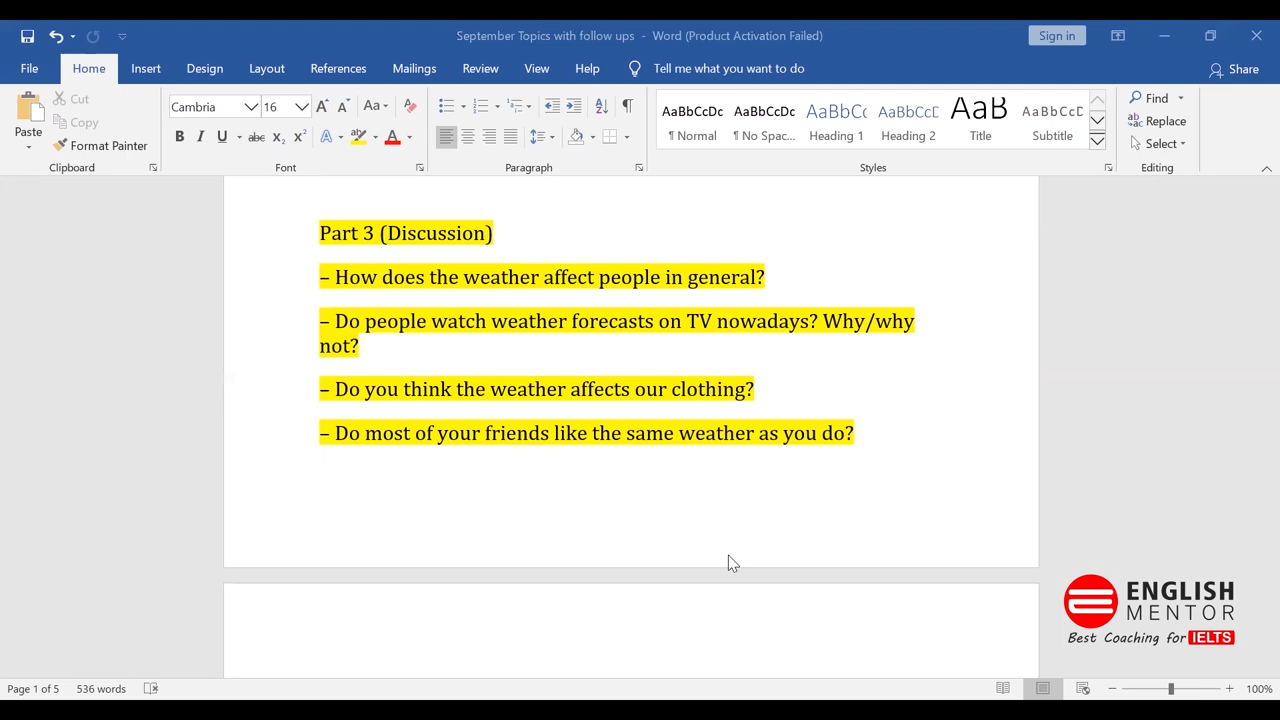 September Topics with follow ups - Word (Product Activation Failed)
Sign in
File Home Insert Design Layout References Mailings Review View Help Tell me what you want to do Share
Paste
Cut
Copy
Format Painter
Clipboard
Cambria 16 Aa
B I U abc X₂ X² A A
Font
Paragraph
AaBbCcDc AaBbCcDc AaBbCc AaBbCcD AaB AaBbCcD
¶ Normal ¶ No Spac... Heading 1 Heading 2 Title Subtitle
Styles
Find
Replace
Select
Editing
Part 3 (Discussion)
– How does the weather affect people in general?
– Do people watch weather forecasts on TV nowadays? Why/why
not?
– Do you think the weather affects our clothing?
– Do most of your friends like the same weather as you do?
ENGLISH
MENTOR
Best Coaching for IELTS
Page 1 of 5 536 words 100%